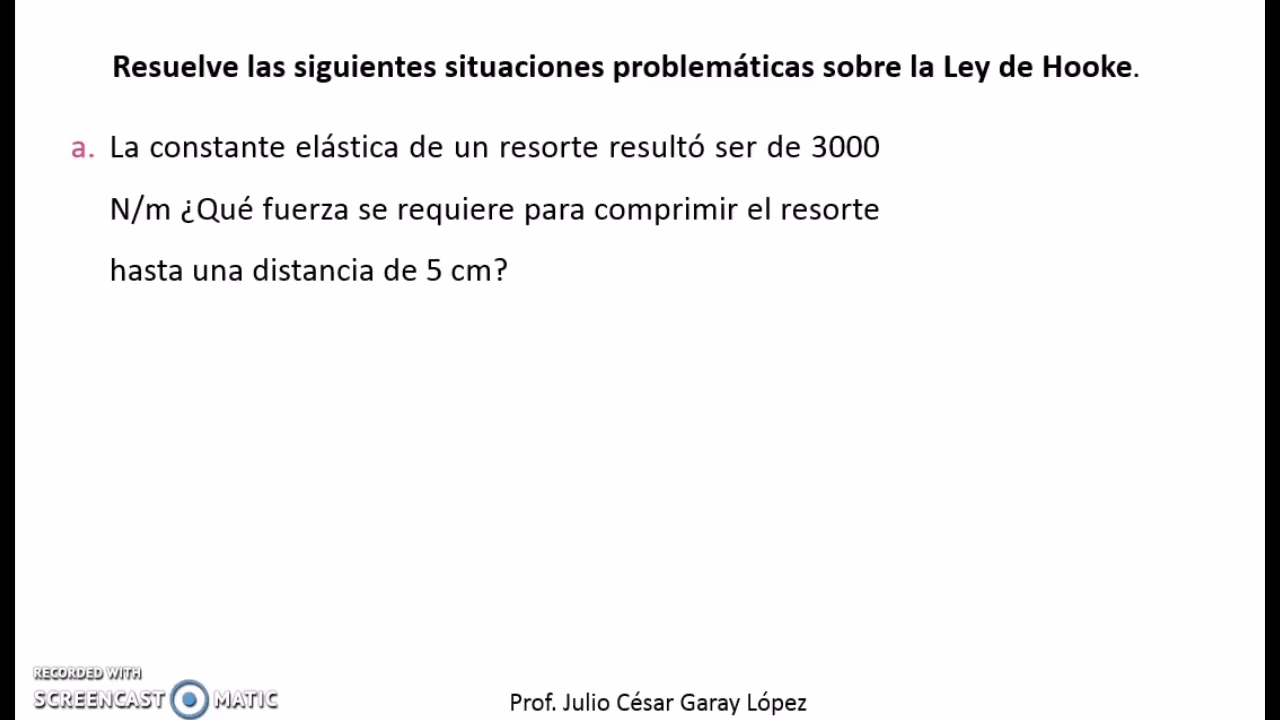 Resuelve las siguientes situaciones problemáticas sobre la Ley de Hooke.
a. La constante elástica de un resorte resultó ser de 3000
N/m ¿Qué fuerza se requiere para comprimir el resorte
hasta una distancia de 5 cm?
RECORDED WITH
SCREENCAST MATIC
Prof. Julio César Garay López